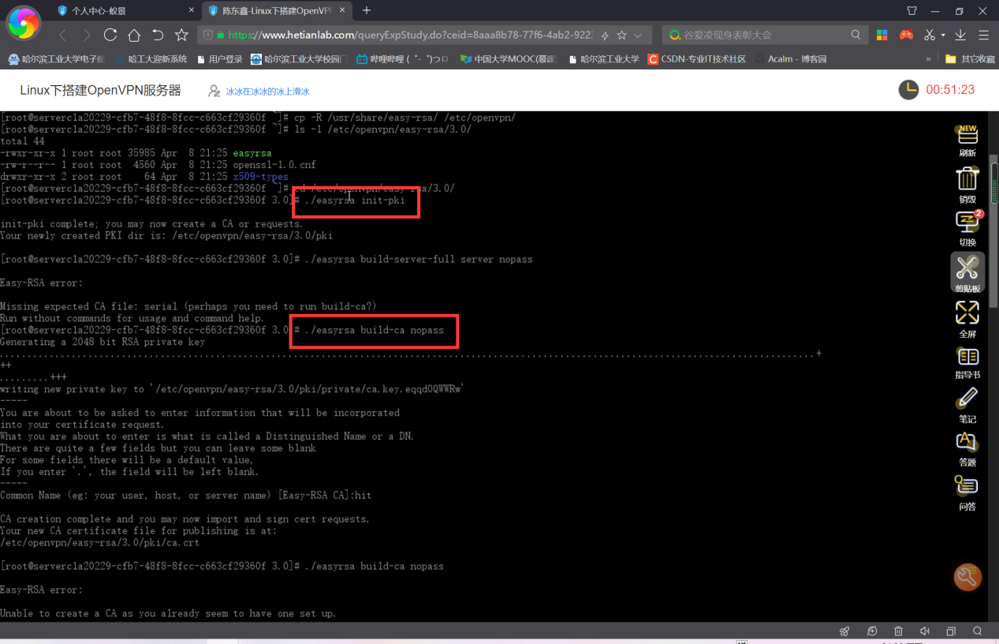 个人中心-蚁景
陈东鑫-Linux下搭建OpenVPN
https://www.hetianlab.com/queryExpStudy.do?ceid=8aaa8b78-77f6-4ab2-922
谷爱凌现身表彰大会
哈尔滨工业大学电子邮 哈工大迎新系统 用户登录 哈尔滨工业大学校园门 哔哩哔哩 ( ゜- ゜)つロ 中国大学MOOC(慕课 哈尔滨工业大学 CSDN-专业IT技术社区 Acalm - 博客园 » 其它收藏
Linux下搭建OpenVPN服务器 冰冰在冰冰的冰上滑冰 00:51:23
[root@servercla20229-cfb7-48f8-8fcc-c663cf29360f ~]# cp -R /usr/share/easy-rsa/ /etc/openvpn/
[root@servercla20229-cfb7-48f8-8fcc-c663cf29360f ~]# ls -l /etc/openvpn/easy-rsa/3.0/
total 44
-rwxr-xr-x 1 root root 35985 Apr  8 21:25 easyrsa
-rw-r--r-- 1 root root  4560 Apr  8 21:25 openssl-1.0.cnf
drwxr-xr-x 2 root root    64 Apr  8 21:25 x509-types
[root@servercla20229-cfb7-48f8-8fcc-c663cf29360f ~]# cd /etc/openvpn/easy-rsa/3.0/
[root@servercla20229-cfb7-48f8-8fcc-c663cf29360f 3.0]# ./easyrsa init-pki
init-pki complete; you may now create a CA or requests.
Your newly created PKI dir is: /etc/openvpn/easy-rsa/3.0/pki
[root@servercla20229-cfb7-48f8-8fcc-c663cf29360f 3.0]# ./easyrsa build-server-full server nopass
Easy-RSA error:
Missing expected CA file: serial (perhaps you need to run build-ca?)
Run without commands for usage and command help.
[root@servercla20229-cfb7-48f8-8fcc-c663cf29360f 3.0]# ./easyrsa build-ca nopass
Generating a 2048 bit RSA private key
.......................................................................................................................+
++
.........+++
writing new private key to '/etc/openvpn/easy-rsa/3.0/pki/private/ca.key.eqqd0QWWRw'
-----
You are about to be asked to enter information that will be incorporated
into your certificate request.
What you are about to enter is what is called a Distinguished Name or a DN.
There are quite a few fields but you can leave some blank
For some fields there will be a default value,
If you enter '.', the field will be left blank.
-----
Common Name (eg: your user, host, or server name) [Easy-RSA CA]:hit
CA creation complete and you may now import and sign cert requests.
Your new CA certificate file for publishing is at:
/etc/openvpn/easy-rsa/3.0/pki/ca.crt
[root@servercla20229-cfb7-48f8-8fcc-c663cf29360f 3.0]# ./easyrsa build-ca nopass
Easy-RSA error:
Unable to create a CA as you already seem to have one set up.
NEW
刷新
销毁
2
切换
剪贴板
全屏
指导书
笔记
答题
问答